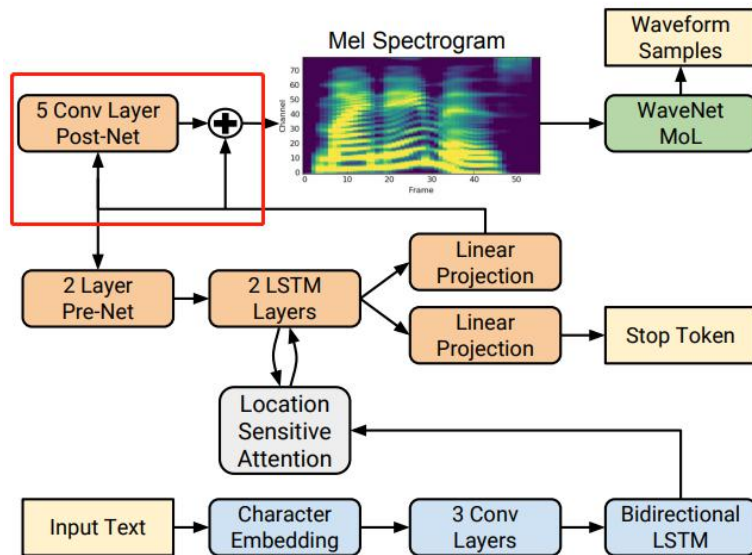 Waveform
Samples
Mel Spectrogram
5 Conv Layer
Post-Net
Channel
70
60
50
40
30
20
10
0
0 10 20 30 40 50
Frame
WaveNet
MoL
2 Layer
Pre-Net
2 LSTM
Layers
Linear
Projection
Linear
Projection
Stop Token
Location
Sensitive
Attention
Input Text
Character
Embedding
3 Conv
Layers
Bidirectional
LSTM